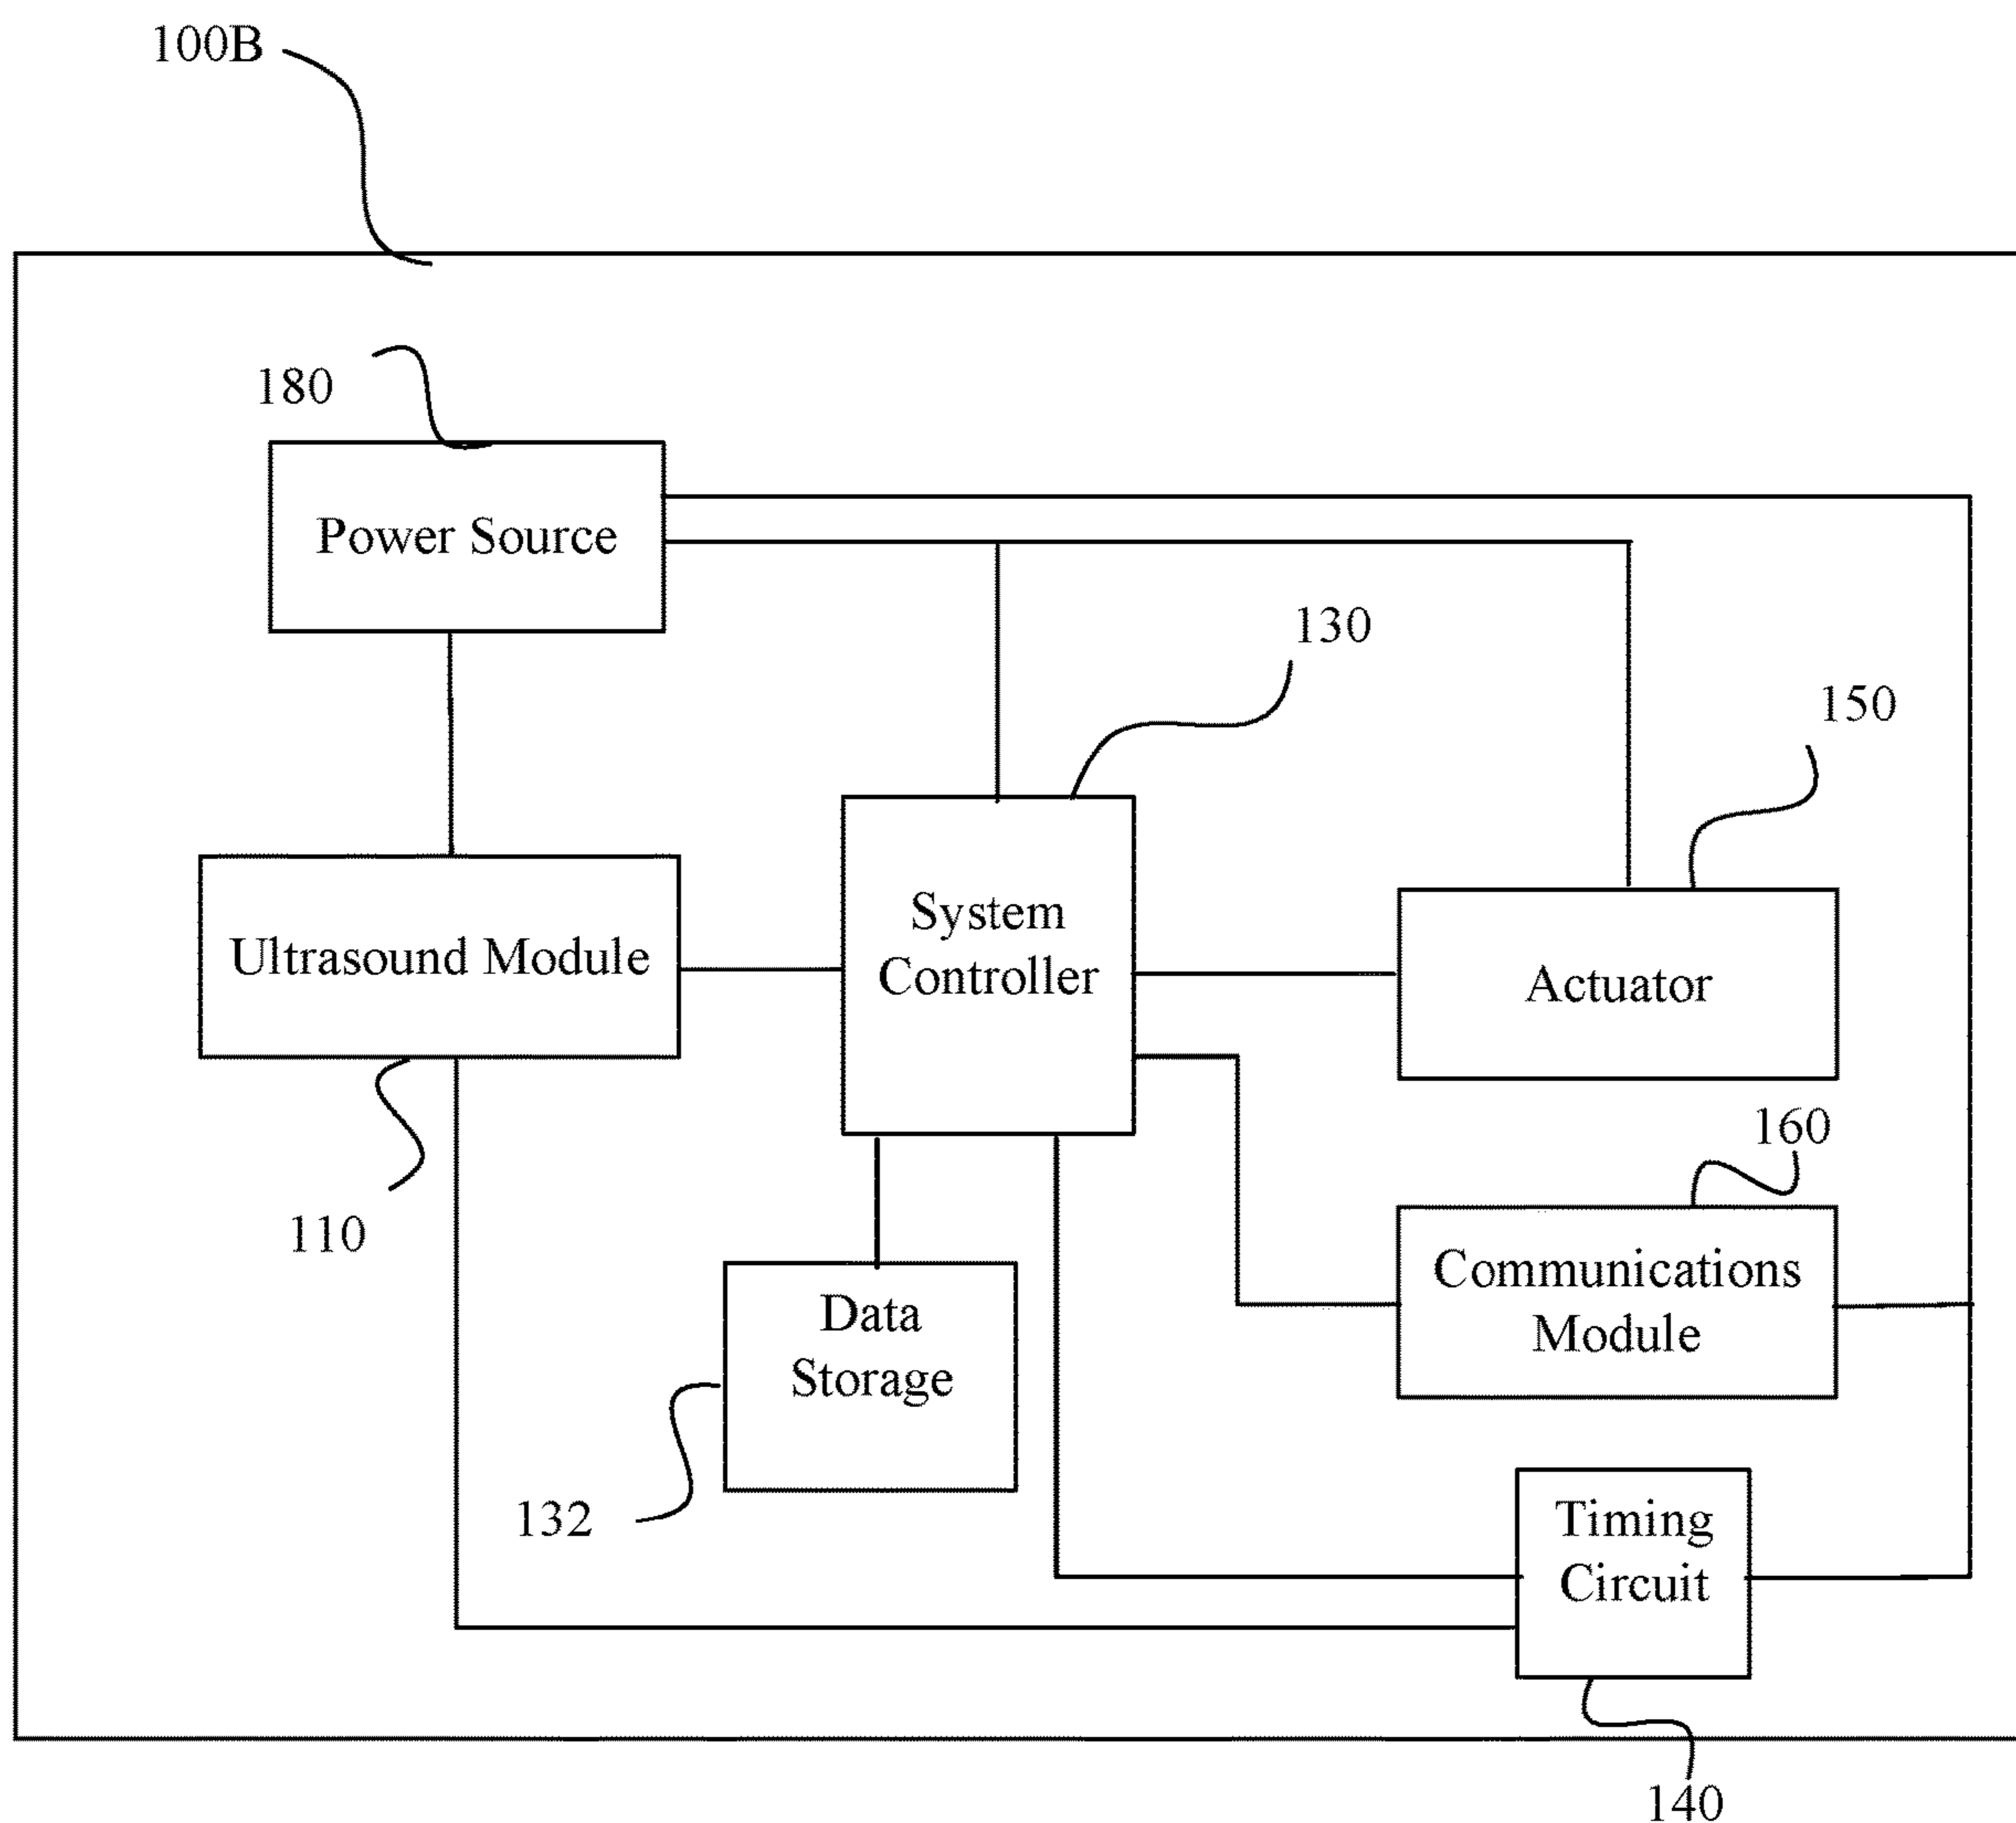 100B
180
Power Source
130
150
System
Controller
Ultrasound Module
Actuator
160
110
Communications
Module
Data
Storage
132
Timing
Circuit
140